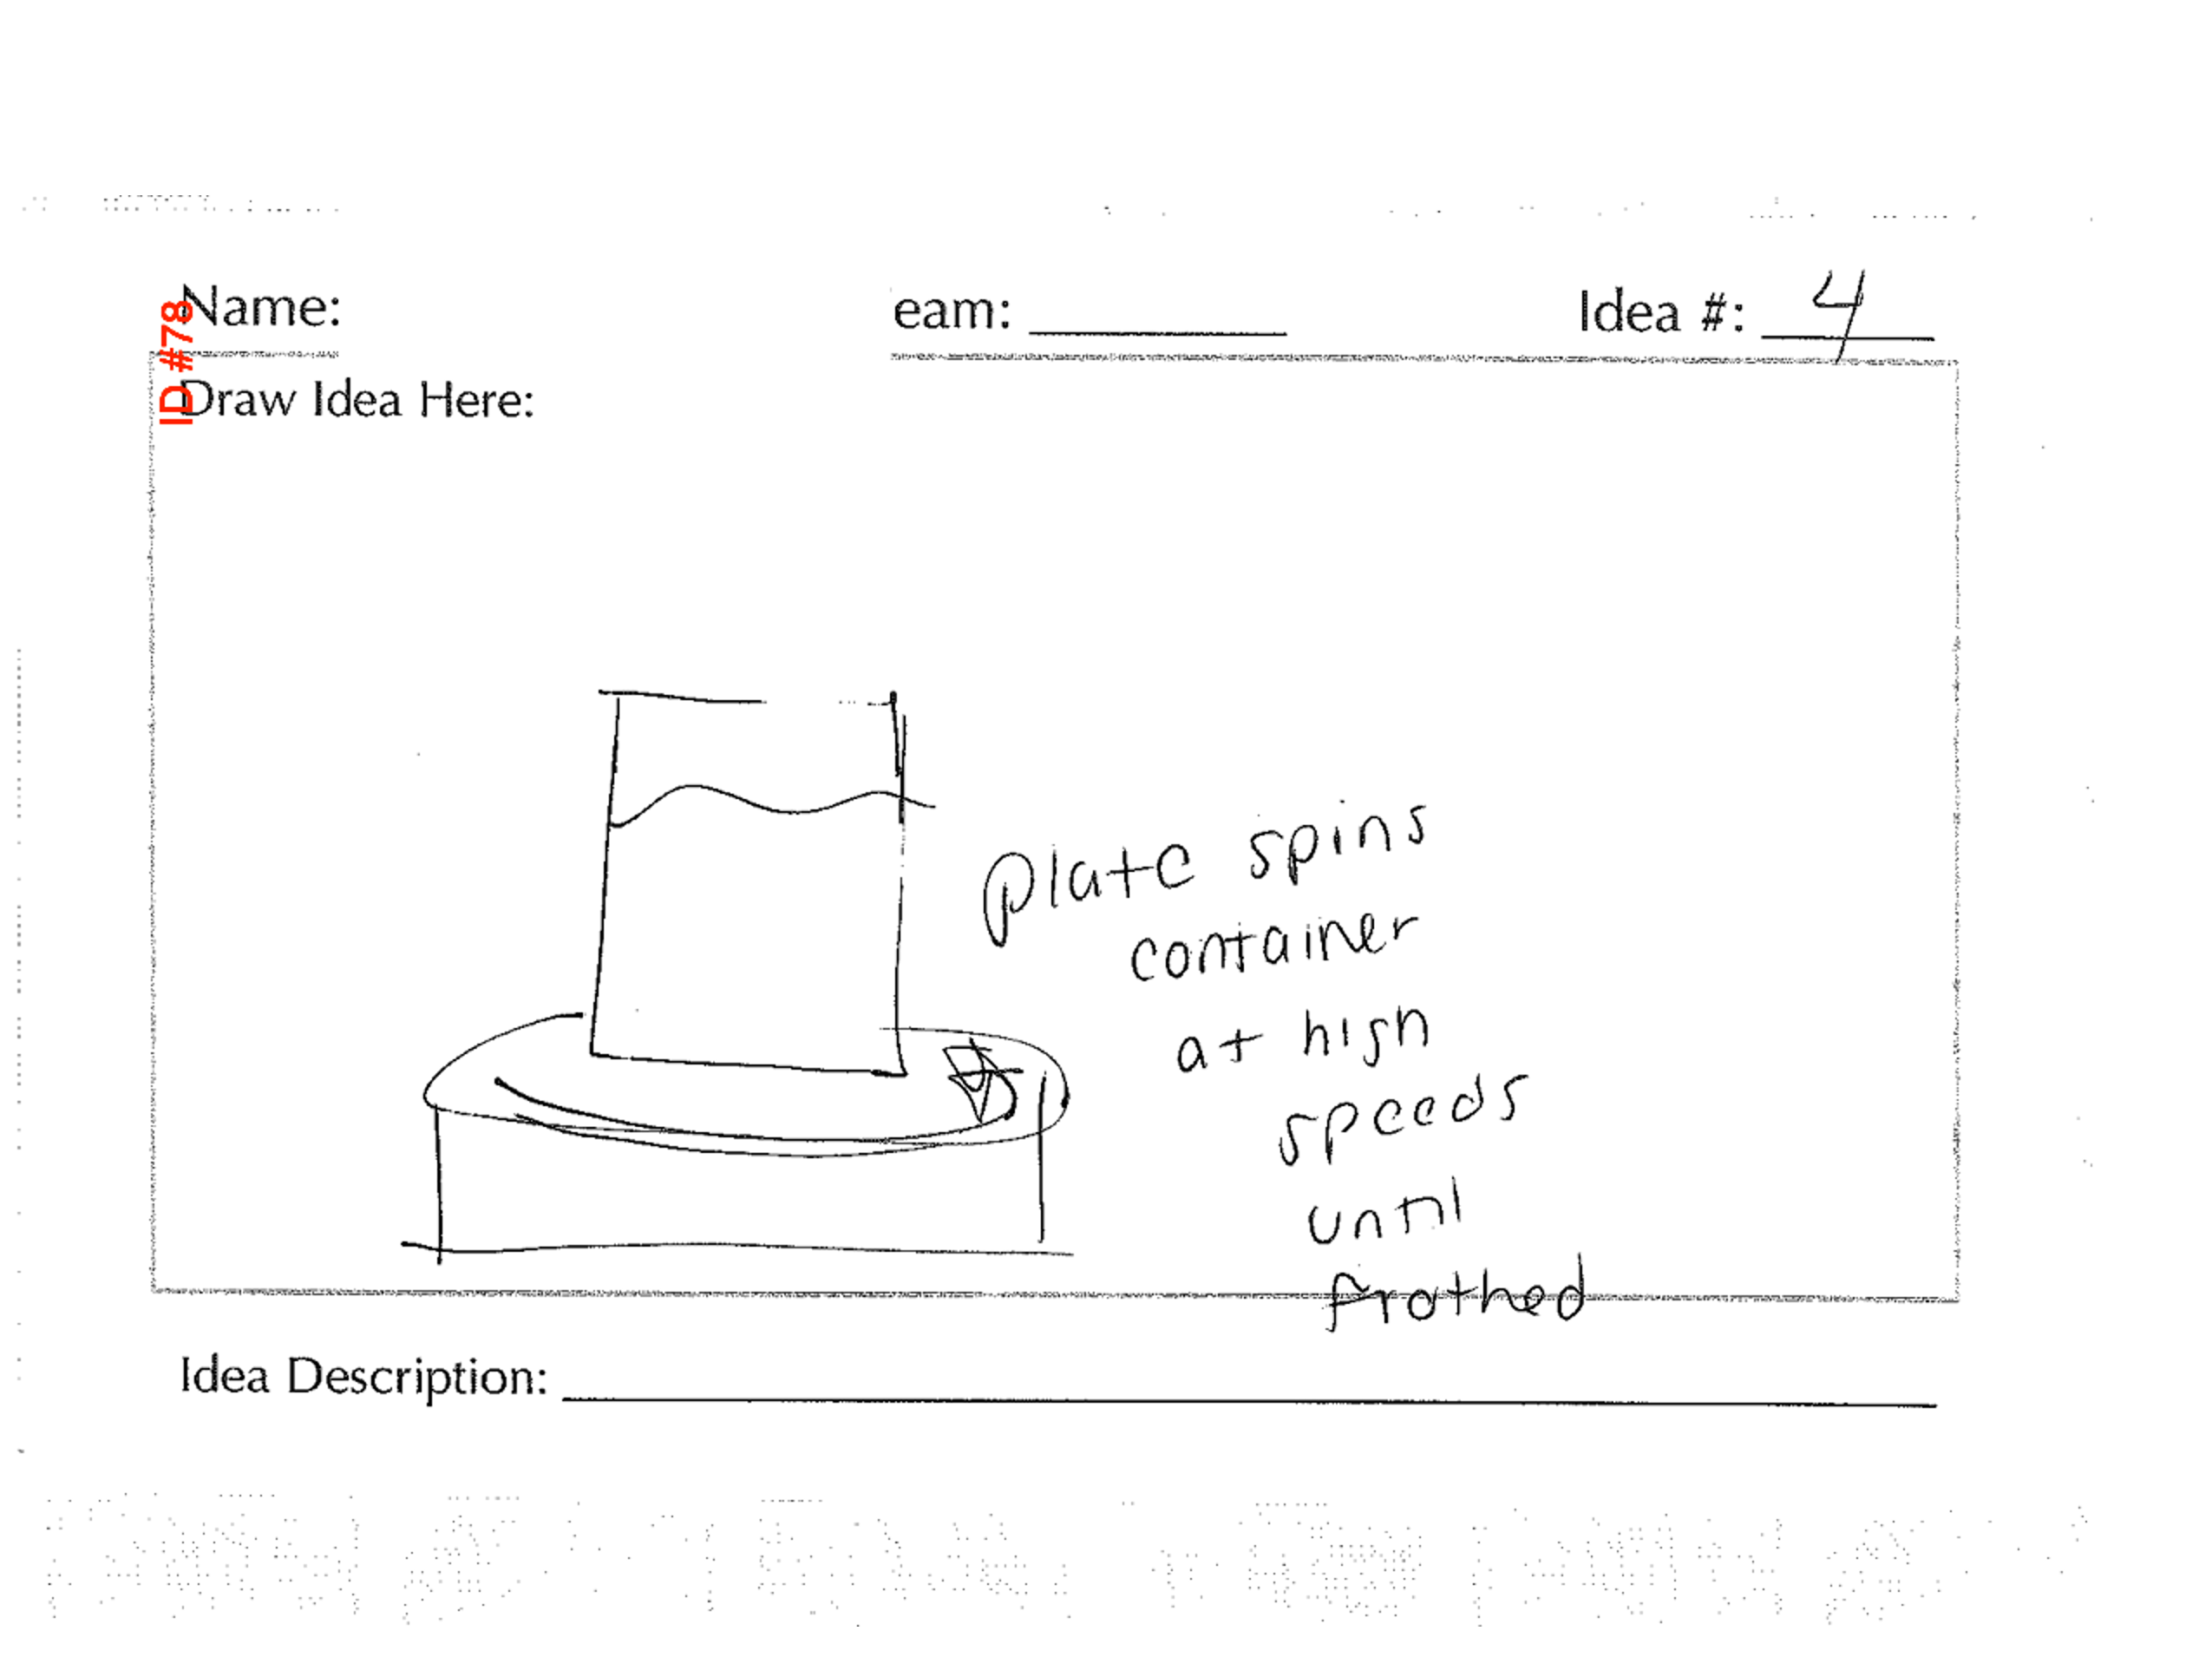 ID #78
Name:
eam:
Idea #: 4
Draw Idea Here:
plate spins
container
at high
speeds
until
frothed
Idea Description: